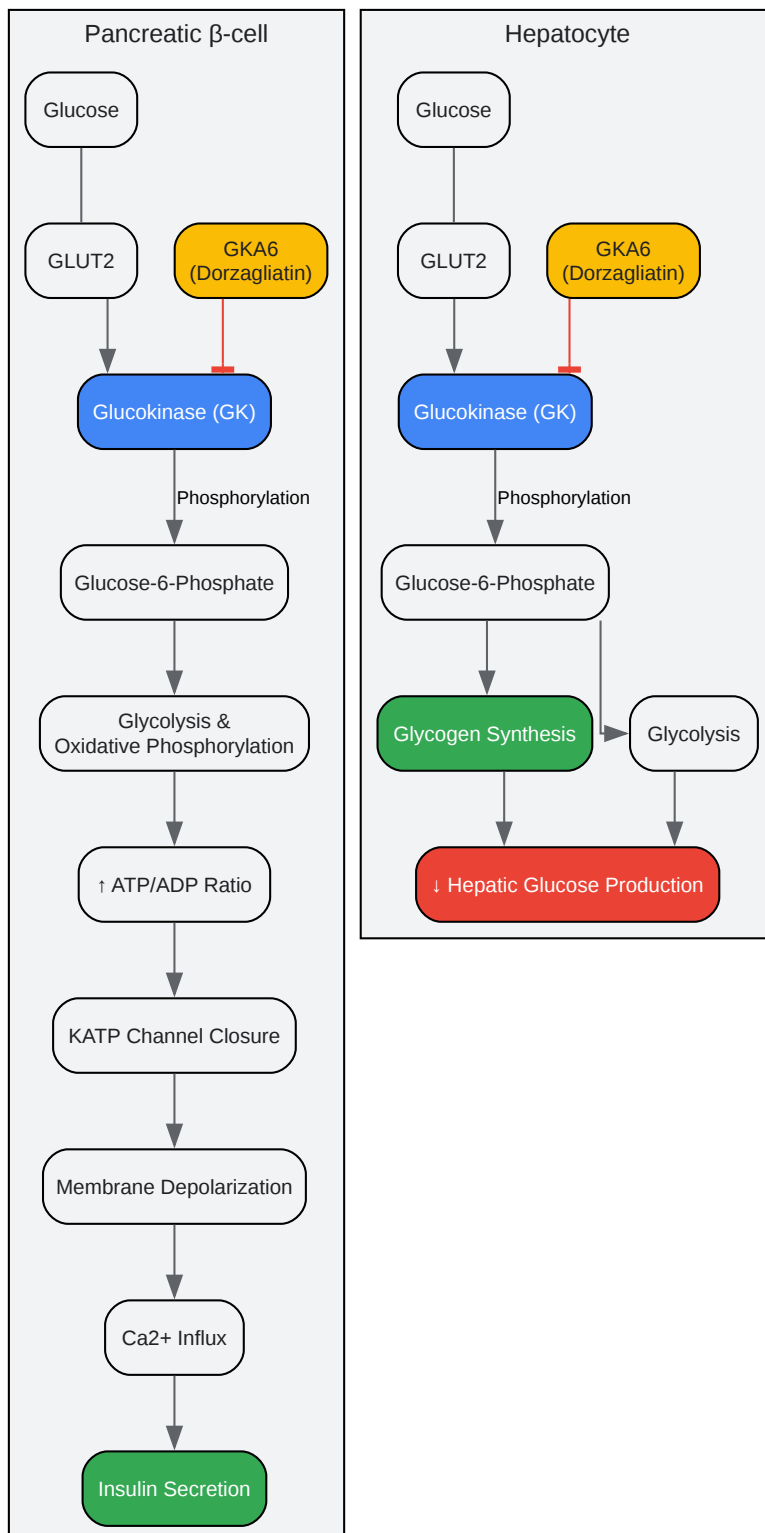 Pancreatic β-cell
Glucose
GLUT2
GKA6
(Dorzagliatin)
Glucokinase (GK)
Phosphorylation
Glucose-6-Phosphate
Glycolysis &
Oxidative Phosphorylation
↑ ATP/ADP Ratio
KATP Channel Closure
Membrane Depolarization
Ca2+ Influx
Insulin Secretion
Hepatocyte
Glucose
GLUT2
GKA6
(Dorzagliatin)
Glucokinase (GK)
Phosphorylation
Glucose-6-Phosphate
Glycogen Synthesis
Glycolysis
↓ Hepatic Glucose Production